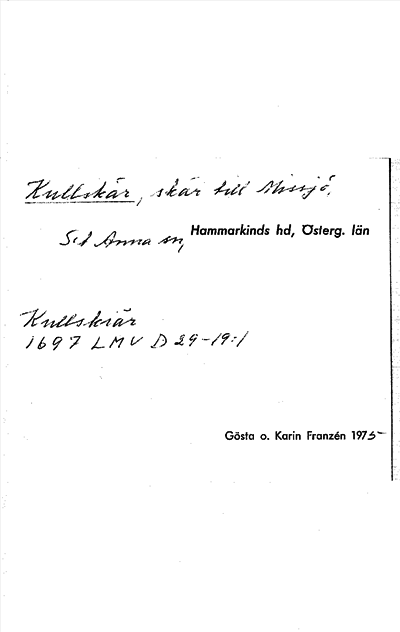 Kullskär, skär till Missjö,
S:t Anna sn, Hammarkinds hd, Österg. län
Kullskiär
1697 LMV D 29-19:1
Gösta o. Karin Franzén 1975